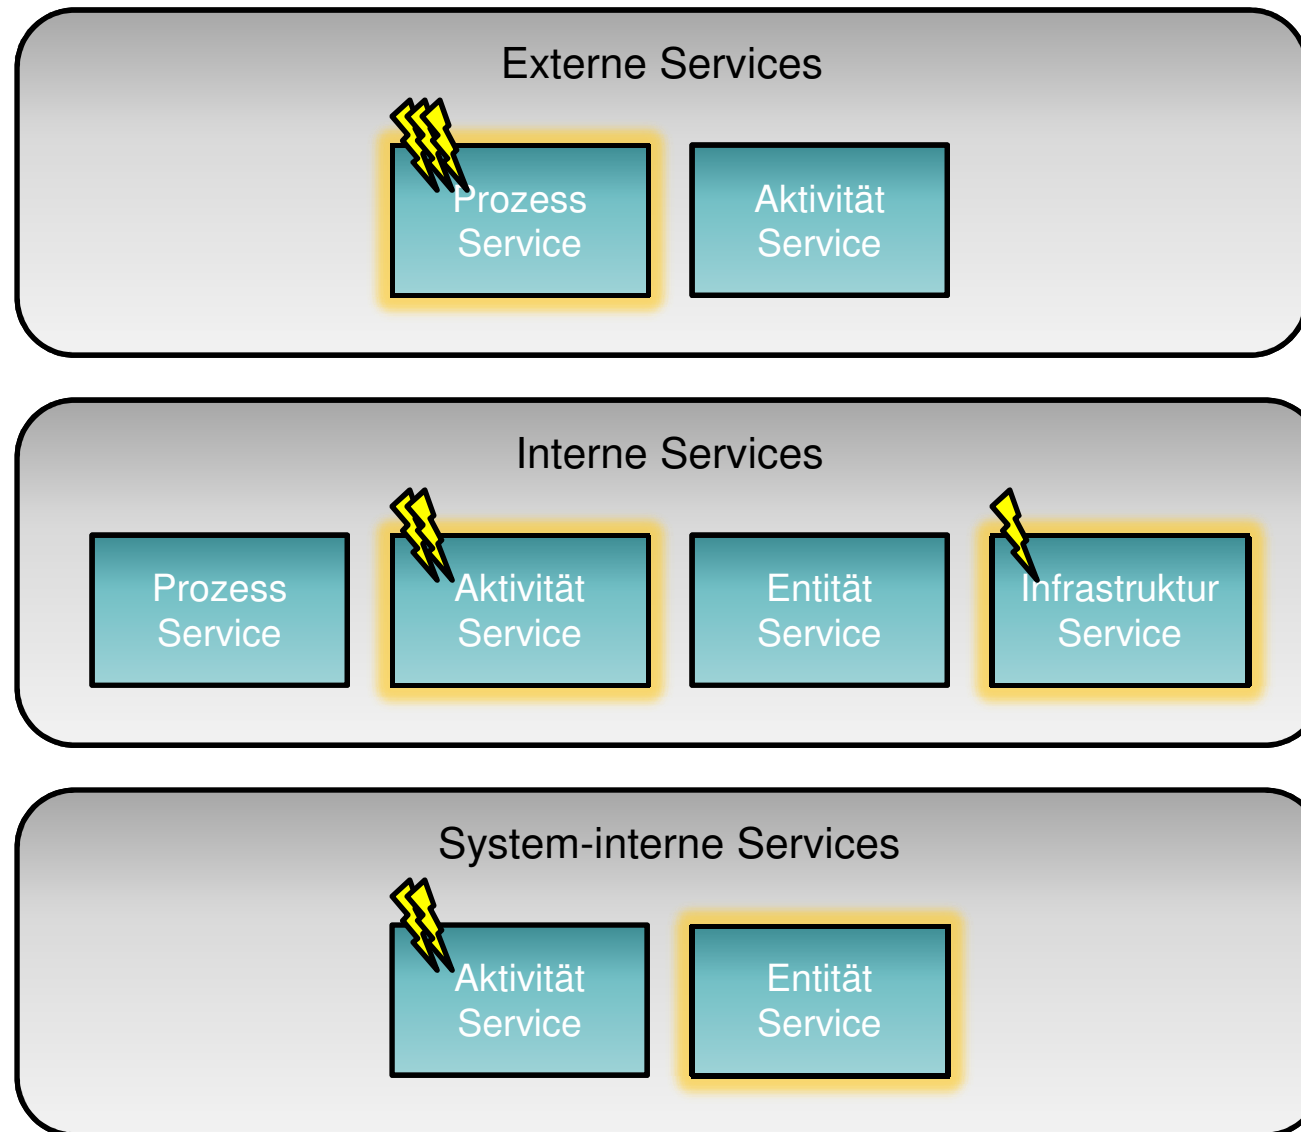 Externe Services
Prozess
Service
Aktivität
Service
Interne Services
Prozess
Service
Aktivität
Service
Entität
Service
Infrastruktur
Service
System-interne Services
Aktivität
Service
Entität
Service